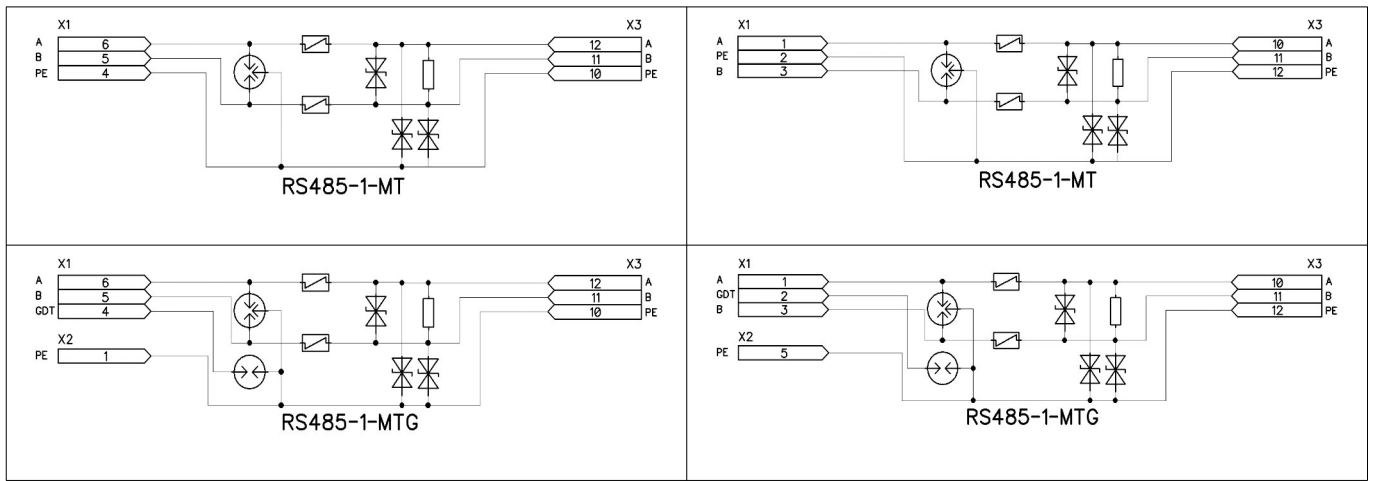 X1 X3
A 6 12 A
B 5 11 B
PE 4 10 PE
RS485-1-MT
X1 X3
A 1 10 A
PE 2 11 B
B 3 12 PE
RS485-1-MT
X1 X3
A 6 12 A
B 5 11 B
GDT 4 10 PE
X2
PE 1
RS485-1-MTG
X1 X3
A 1 10 A
GDT 2 11 B
B 3 12 PE
X2
PE 5
RS485-1-MTG